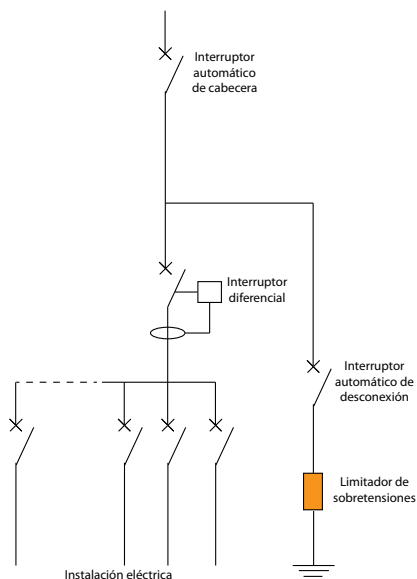 Interruptor
automático
de cabecera
Interruptor
diferencial
Interruptor
automático de
desconexión
Limitador de
sobretensiones
Instalación eléctrica